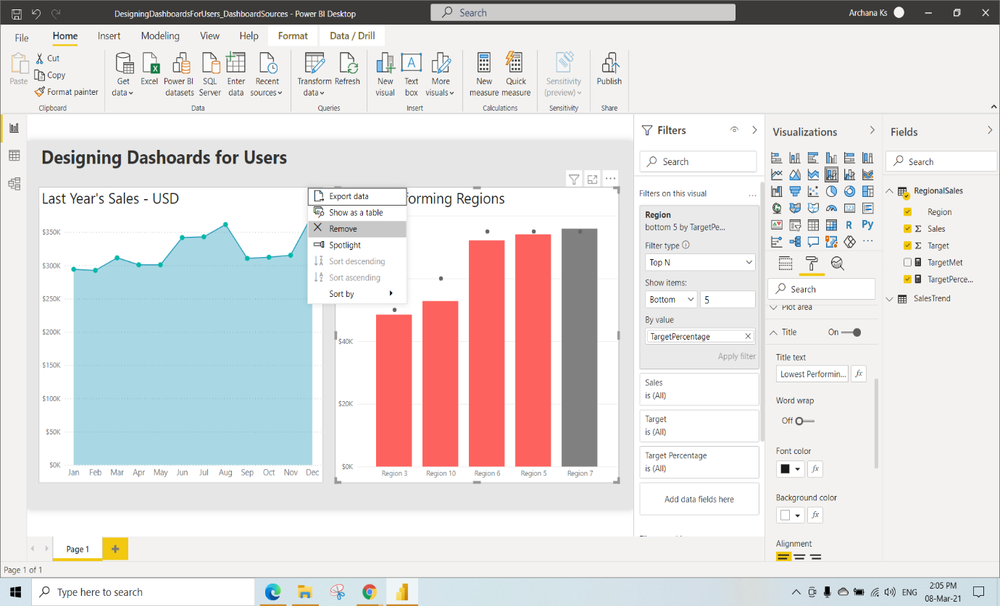 DesigningDashboardsForUsers_DashboardSources - Power BI Desktop
Search
Archana Ks
File
Home
Insert
Modeling
View
Help
Format
Data / Drill
Paste
Cut
Copy
Format painter
Clipboard
Get
data
Excel
Power BI
datasets
SQL
Server
Enter
data
Recent
sources
Data
Transform
data
Refresh
Queries
New
visual
Text
box
More
visuals
Insert
New
measure
Quick
measure
Calculations
Sensitivity
(preview)
Sensitivity
Publish
Share
Designing Dashoards for Users
Last Year's Sales - USD
$350K
$300K
$250K
$200K
$150K
$100K
$50K
$0K
Jan Feb Mar Apr May Jun Jul Aug Sep Oct Nov Dec
Export data
Show as a table
Remove
Spotlight
Sort descending
Sort ascending
Sort by
forming Regions
$40K
$20K
$0K
Region 3 Region 10 Region 6 Region 5 Region 7
Filters
Search
Filters on this visual
Region
bottom 5 by TargetPe...
Filter type
Top N
Show items:
Bottom
5
By value
TargetPercentage
Apply filter
Sales
is (All)
Target
is (All)
Target Percentage
is (All)
Add data fields here
Visualizations
R
Py
Search
Plot area
Title
On
Title text
Lowest Performin...
fx
Word wrap
Off
Font color
fx
Background color
fx
Alignment
Fields
Search
RegionalSales
Region
Sales
Target
TargetMet
TargetPerce...
SalesTrend
Page 1
Page 1 of 1
Type here to search
ENG
2:05 PM
08-Mar-21